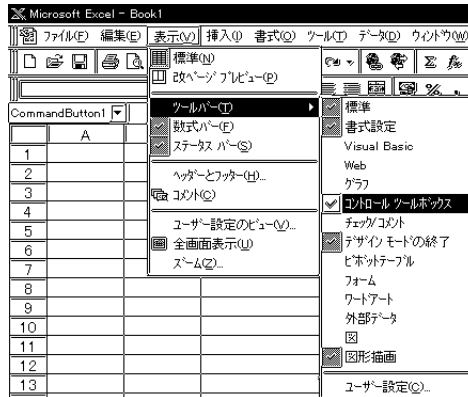 Microsoft Excel - Book1
ﾌｧｲﾙ(F) 編集(E) 表示(V) 挿入(I) 書式(O) ﾂｰﾙ(T) ﾃﾞｰﾀ(D) ｳｨﾝﾄﾞｳ(W)
標準(N)
改ﾍﾟｰｼﾞ ﾌﾟﾚﾋﾞｭｰ(P)
ﾂｰﾙﾊﾞｰ(T)
数式ﾊﾞｰ(F)
ｽﾃｰﾀｽ ﾊﾞｰ(S)
ﾍｯﾀﾞｰとﾌｯﾀｰ(H)...
ｺﾒﾝﾄ(C)
ﾕｰｻﾞｰ設定のﾋﾞｭｰ(V)...
全画面表示(U)
ｽﾞｰﾑ(Z)...
標準
書式設定
Visual Basic
Web
ｸﾞﾗﾌ
ｺﾝﾄﾛｰﾙ ﾂｰﾙﾎﾞｯｸｽ
ﾁｪｯｸ/ｺﾒﾝﾄ
ﾃﾞｻﾞｲﾝ ﾓｰﾄﾞの終了
ﾋﾟﾎﾞｯﾄﾃｰﾌﾞﾙ
ﾌｫｰﾑ
ﾜｰﾄﾞｱｰﾄ
外部ﾃﾞｰﾀ
図
図形描画
ﾕｰｻﾞｰ設定(C)...
CommandButton1
A
1
2
3
4
5
6
7
8
9
10
11
12
13